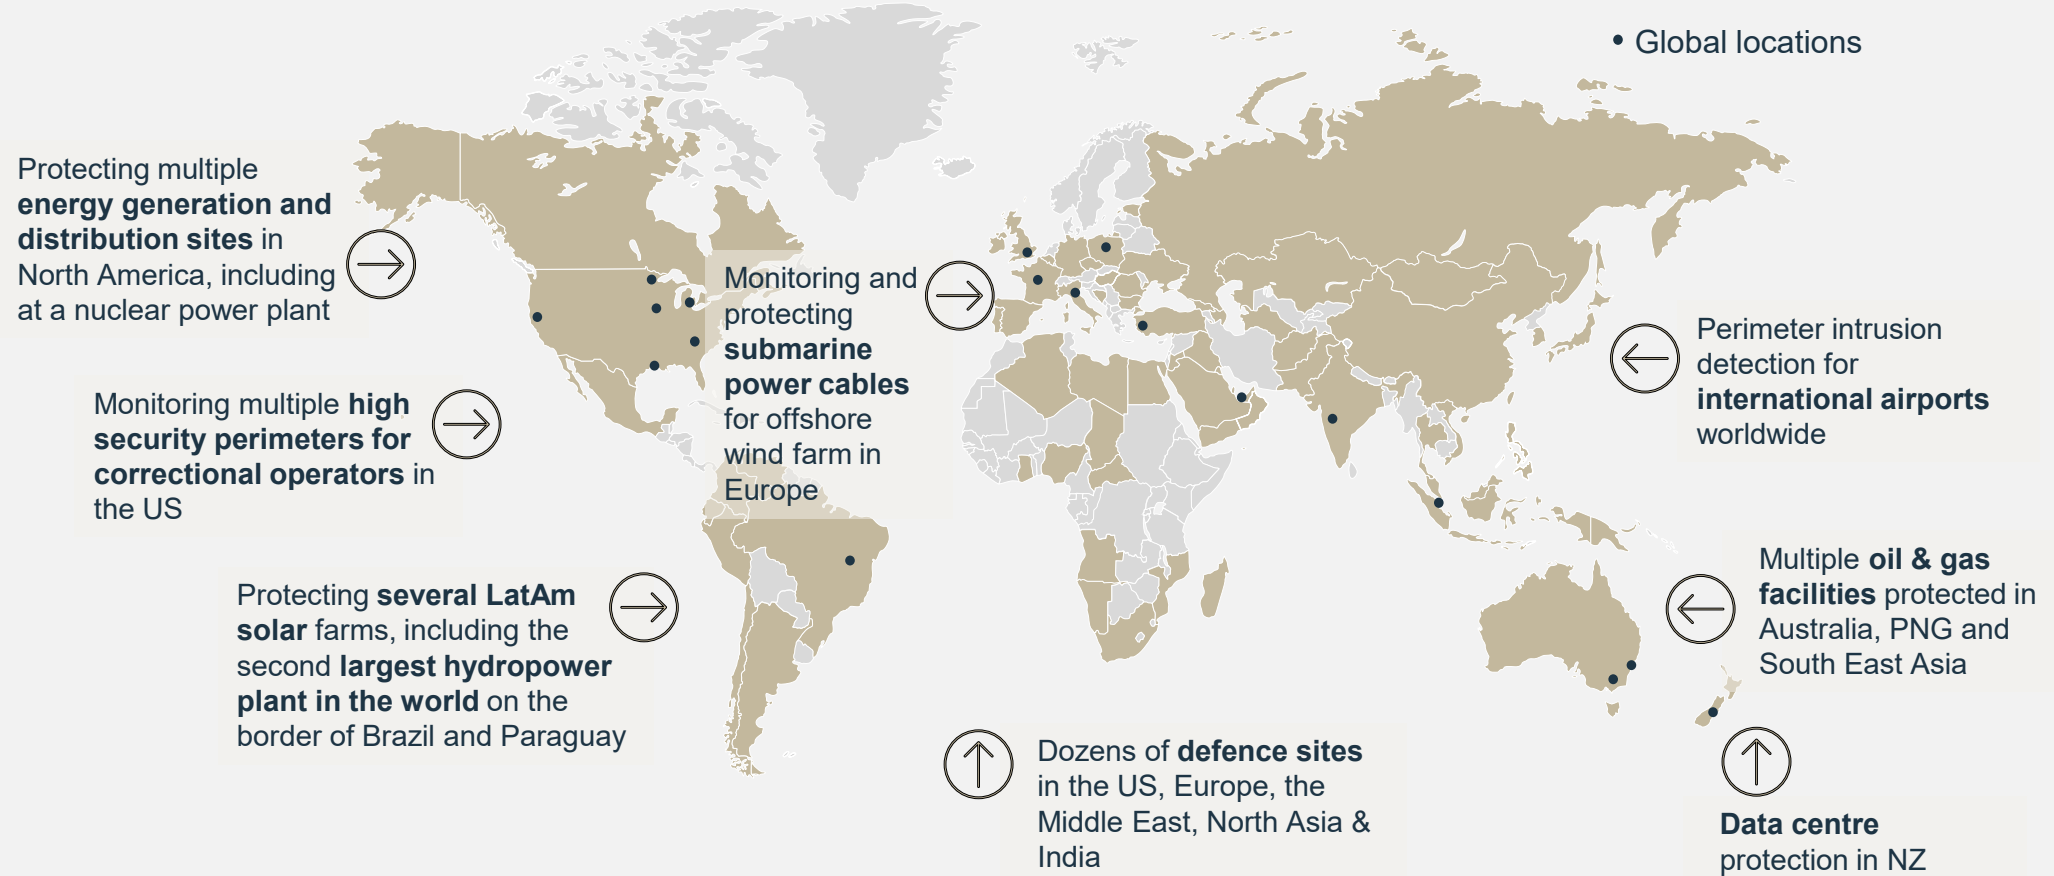 • Global locations
Protecting multiple
energy generation and
distribution sites in
North America, including
at a nuclear power plant
Monitoring and
protecting
submarine
power cables
for offshore
wind farm in
Europe
Perimeter intrusion
detection for
international airports
worldwide
Monitoring multiple high
security perimeters for
correctional operators in
the US
Multiple oil & gas
facilities protected in
Australia, PNG and
South East Asia
Protecting several LatAm
solar farms, including the
second largest hydropower
plant in the world on the
border of Brazil and Paraguay
Dozens of defence sites
in the US, Europe, the
Middle East, North Asia &
India
Data centre
protection in NZ